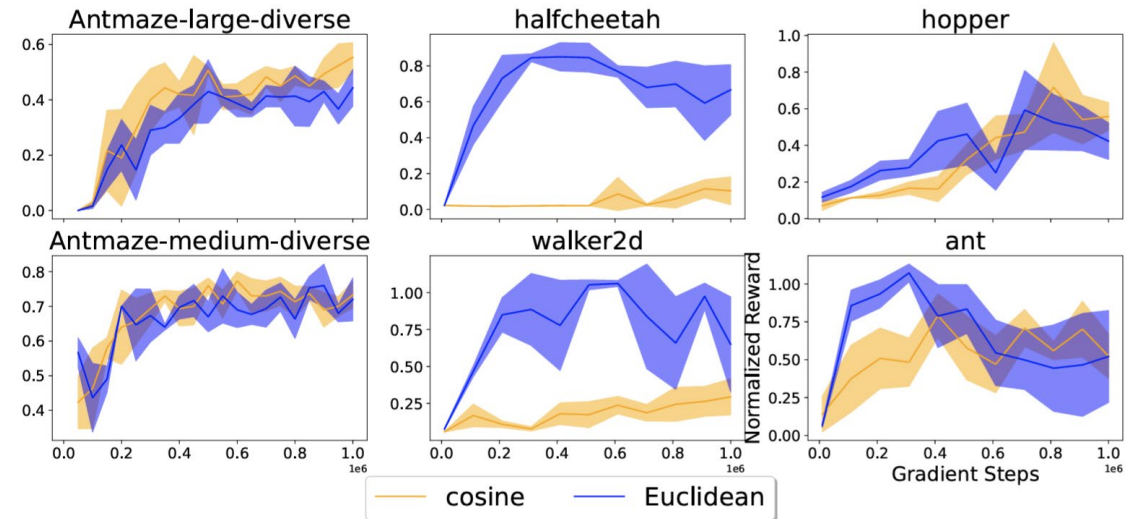 Antmaze-large-diverse
halfcheetah
hopper
0.6
0.4
0.2
0.0
0.8
0.6
0.4
0.2
0.0
1.0
0.8
0.6
0.4
0.2
0.0
Antmaze-medium-diverse
walker2d
ant
0.8
0.7
0.6
0.5
0.4
1.00
0.75
0.50
0.25
Normalized Reward
1.00
0.75
0.50
0.25
0.00
0.0 0.2 0.4 0.6 0.8 1.0
1e6
0.0 0.2 0.4 0.6 0.8 1.0
1e6
0.0 0.2 0.4 0.6 0.8 1.0
1e6
Gradient Steps
cosine Euclidean